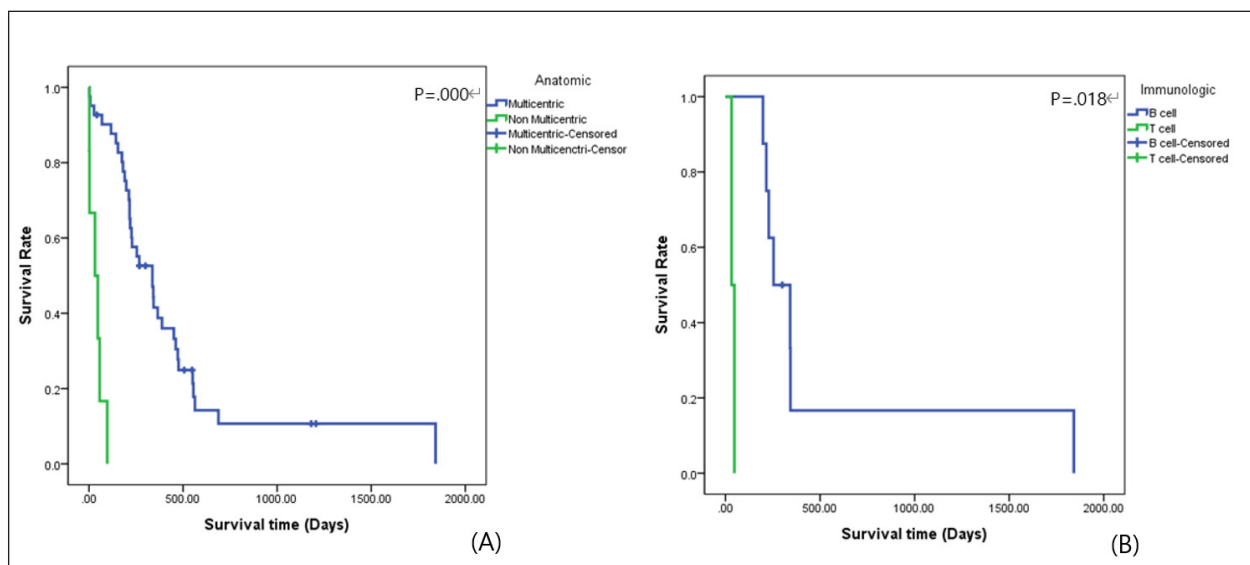 P=.000↵
Anatomic
Multicentric
Non Multicentric
Multicentric-Censored
Non Multicenctri-Censor
Survival Rate
1.0
0.8
0.6
0.4
0.2
0.0
.00 500.00 1000.00 1500.00 2000.00
Survival time (Days)
(A)
P=.018↵
Immunologic
B cell
T cell
B cell-Censored
T cell-Censored
Survival Rate
1.0
0.8
0.6
0.4
0.2
0.0
.00 500.00 1000.00 1500.00 2000.00
Survival time (Days)
(B)